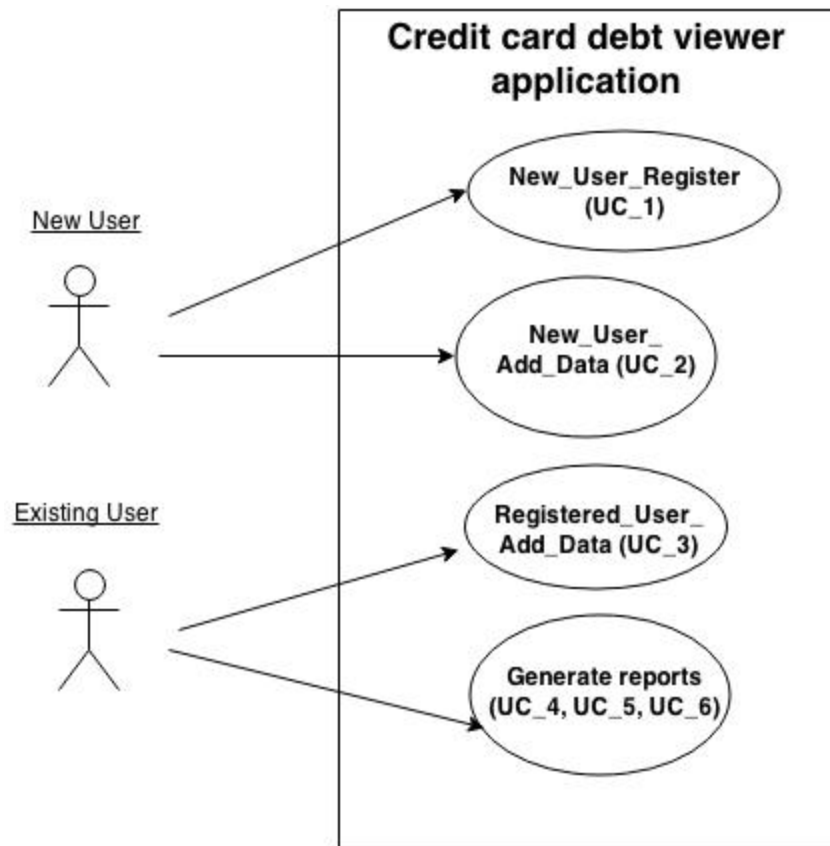 Credit card debt viewer
application
New_User_Register
(UC_1)
New User
New_User_
Add_Data (UC_2)
Existing User
Registered_User_
Add_Data (UC_3)
Generate reports
(UC_4, UC_5, UC_6)